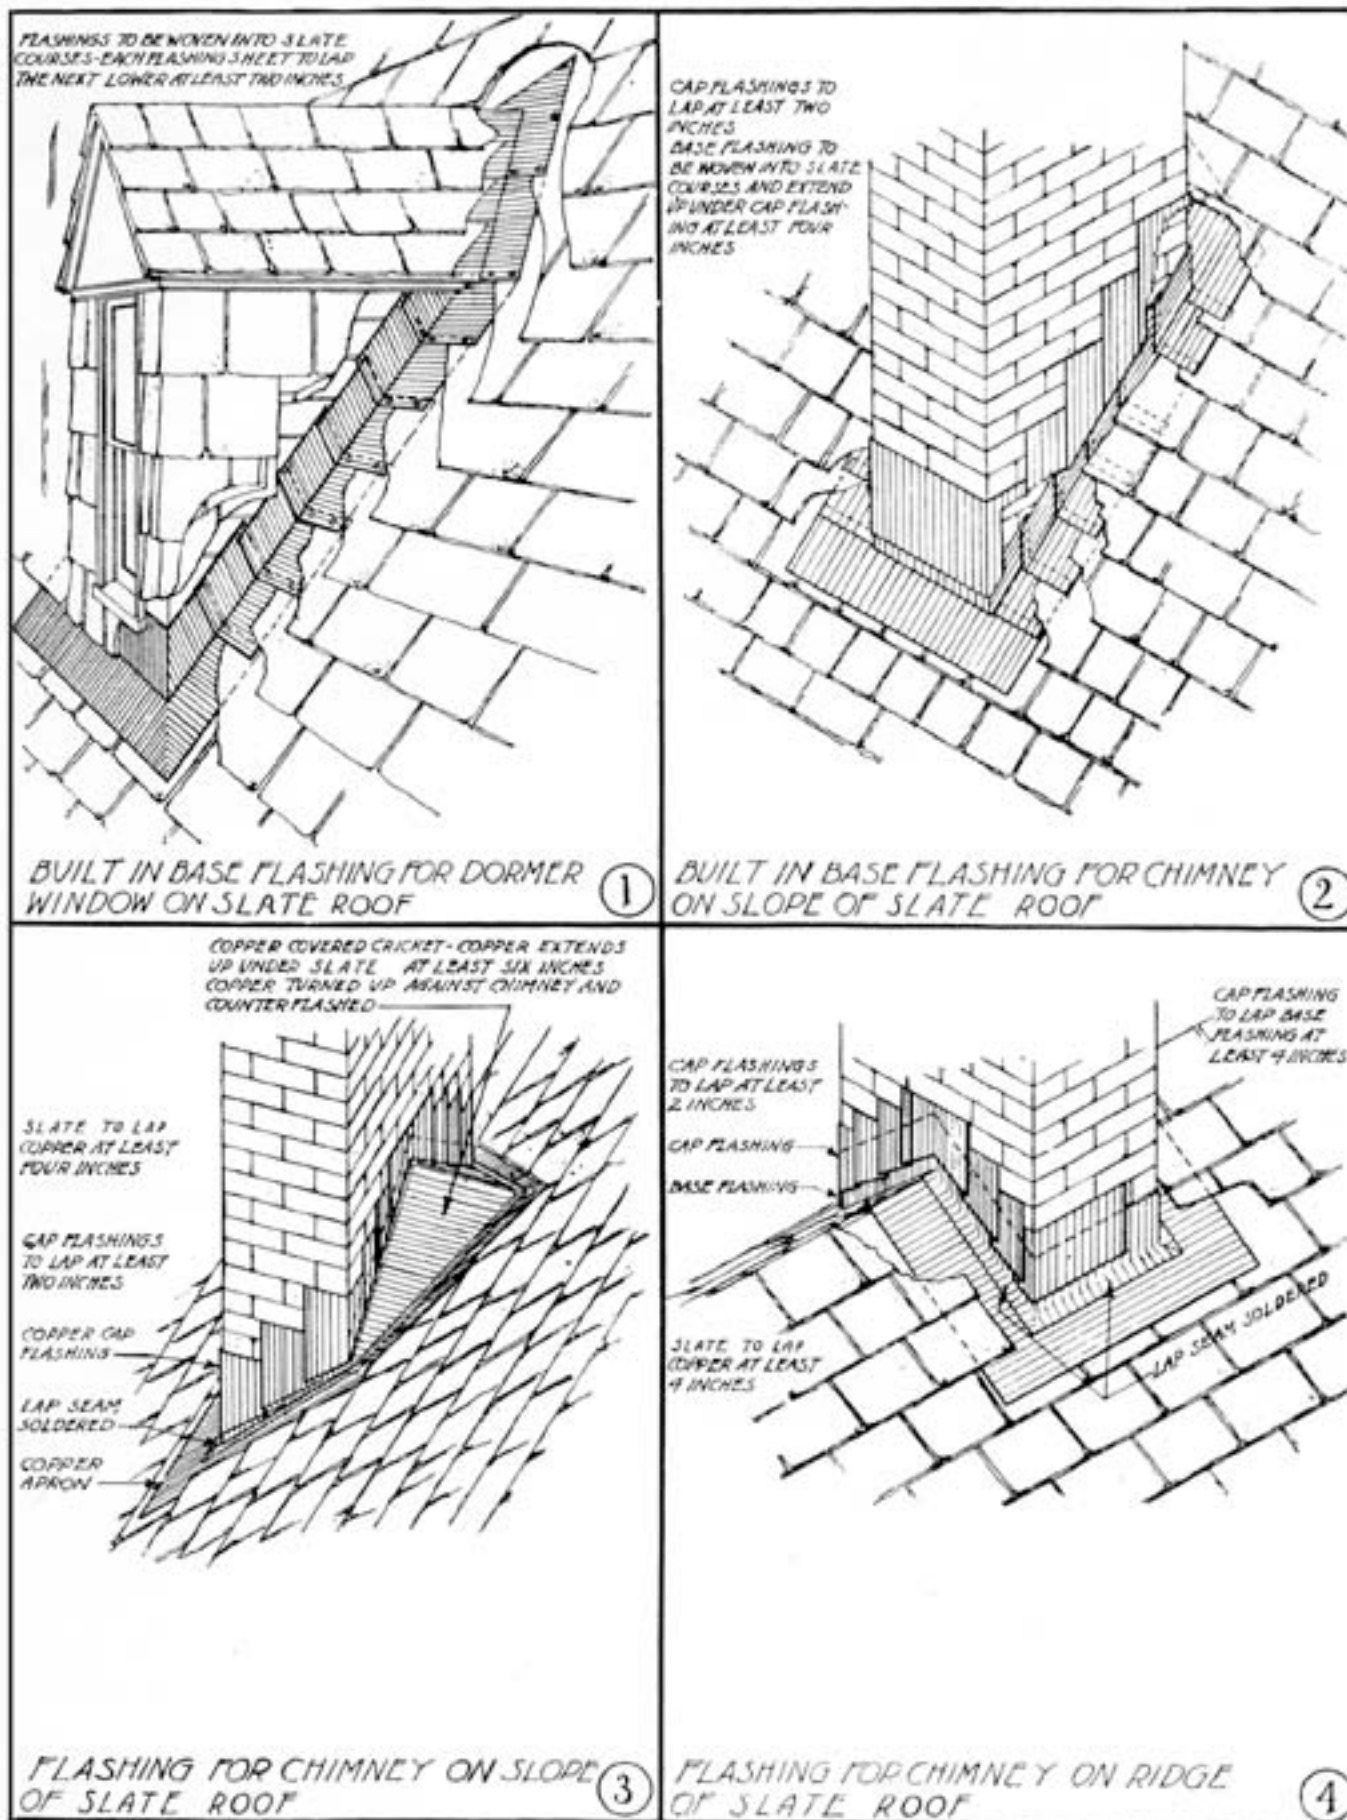 FLASHINGS TO BE WOVEN INTO SLATE
COURSES-EACH FLASHING SHEET TO LAP
THE NEXT LOWER AT LEAST TWO INCHES
BUILT IN BASE FLASHING FOR DORMER
WINDOW ON SLATE ROOF
1
CAP FLASHINGS TO
LAP AT LEAST TWO
INCHES
BASE FLASHING TO
BE WOVEN INTO SLATE
COURSES AND EXTEND
UP UNDER CAP FLASH-
ING AT LEAST FOUR
INCHES
BUILT IN BASE FLASHING FOR CHIMNEY
ON SLOPE OF SLATE ROOF
2
COPPER COVERED CRICKET-COPPER EXTENDS
UP UNDER SLATE AT LEAST SIX INCHES
COPPER TURNED UP AGAINST CHIMNEY AND
COUNTER FLASHED
SLATE TO LAP
COPPER AT LEAST
FOUR INCHES
CAP FLASHINGS
TO LAP AT LEAST
TWO INCHES
COPPER CAP
FLASHING
LAP SEAM
SOLDERED
COPPER
APRON
FLASHING FOR CHIMNEY ON SLOPE
OF SLATE ROOF
3
CAP FLASHING
TO LAP BASE
FLASHING AT
LEAST 4 INCHES
CAP FLASHINGS
TO LAP AT LEAST
2 INCHES
CAP FLASHING
BASE FLASHING
SLATE TO LAP
COPPER AT LEAST
4 INCHES
LAP SEAM SOLDERED
FLASHING FOR CHIMNEY ON RIDGE
OF SLATE ROOF
4